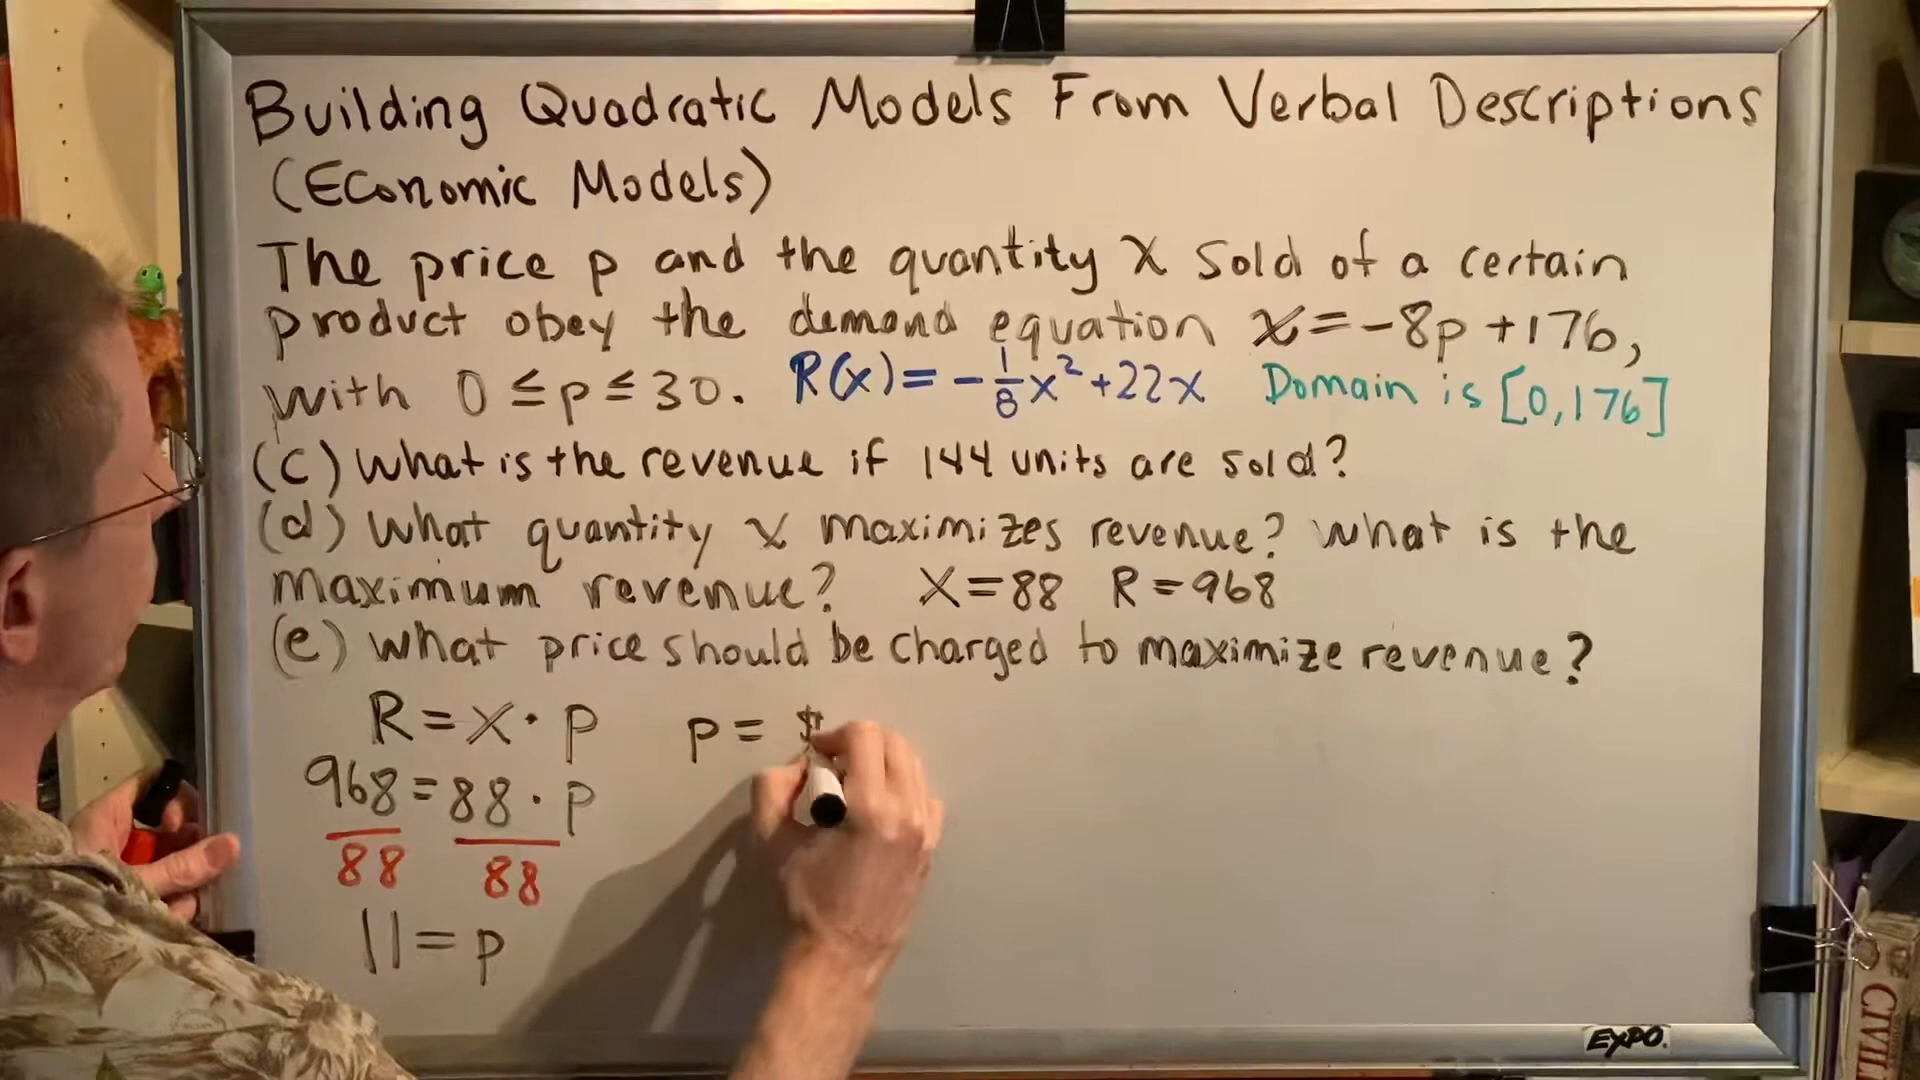 Building Quadratic Models From Verbal Descriptions
(Economic Models)
The price p and the quantity x sold of a certain
product obey the demand equation x=-8p+176,
with 0≤p≤30. R(x)=-1/8x²+22x Domain is [0,176]
(c) What is the revenue if 144 units are sold?
(d) What quantity x maximizes revenue? What is the
maximum revenue? X=88 R=968
(e) What price should be charged to maximize revenue?
R=x·p p=$
968=88·p
88 88
11=p
EXPO.
CIVIL